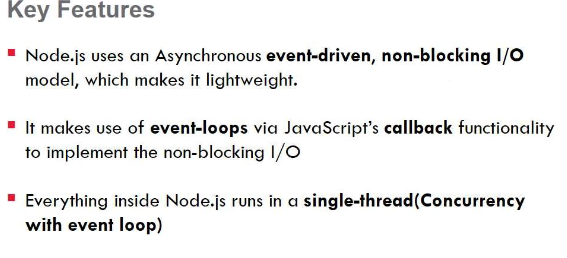 Key Features
Node.js uses an Asynchronous event-driven, non-blocking I/O
model, which makes it lightweight.
It makes use of event-loops via JavaScript's callback functionality
to implement the non-blocking I/O
Everything inside Node.js runs in a single-thread(Concurrency
with event loop)